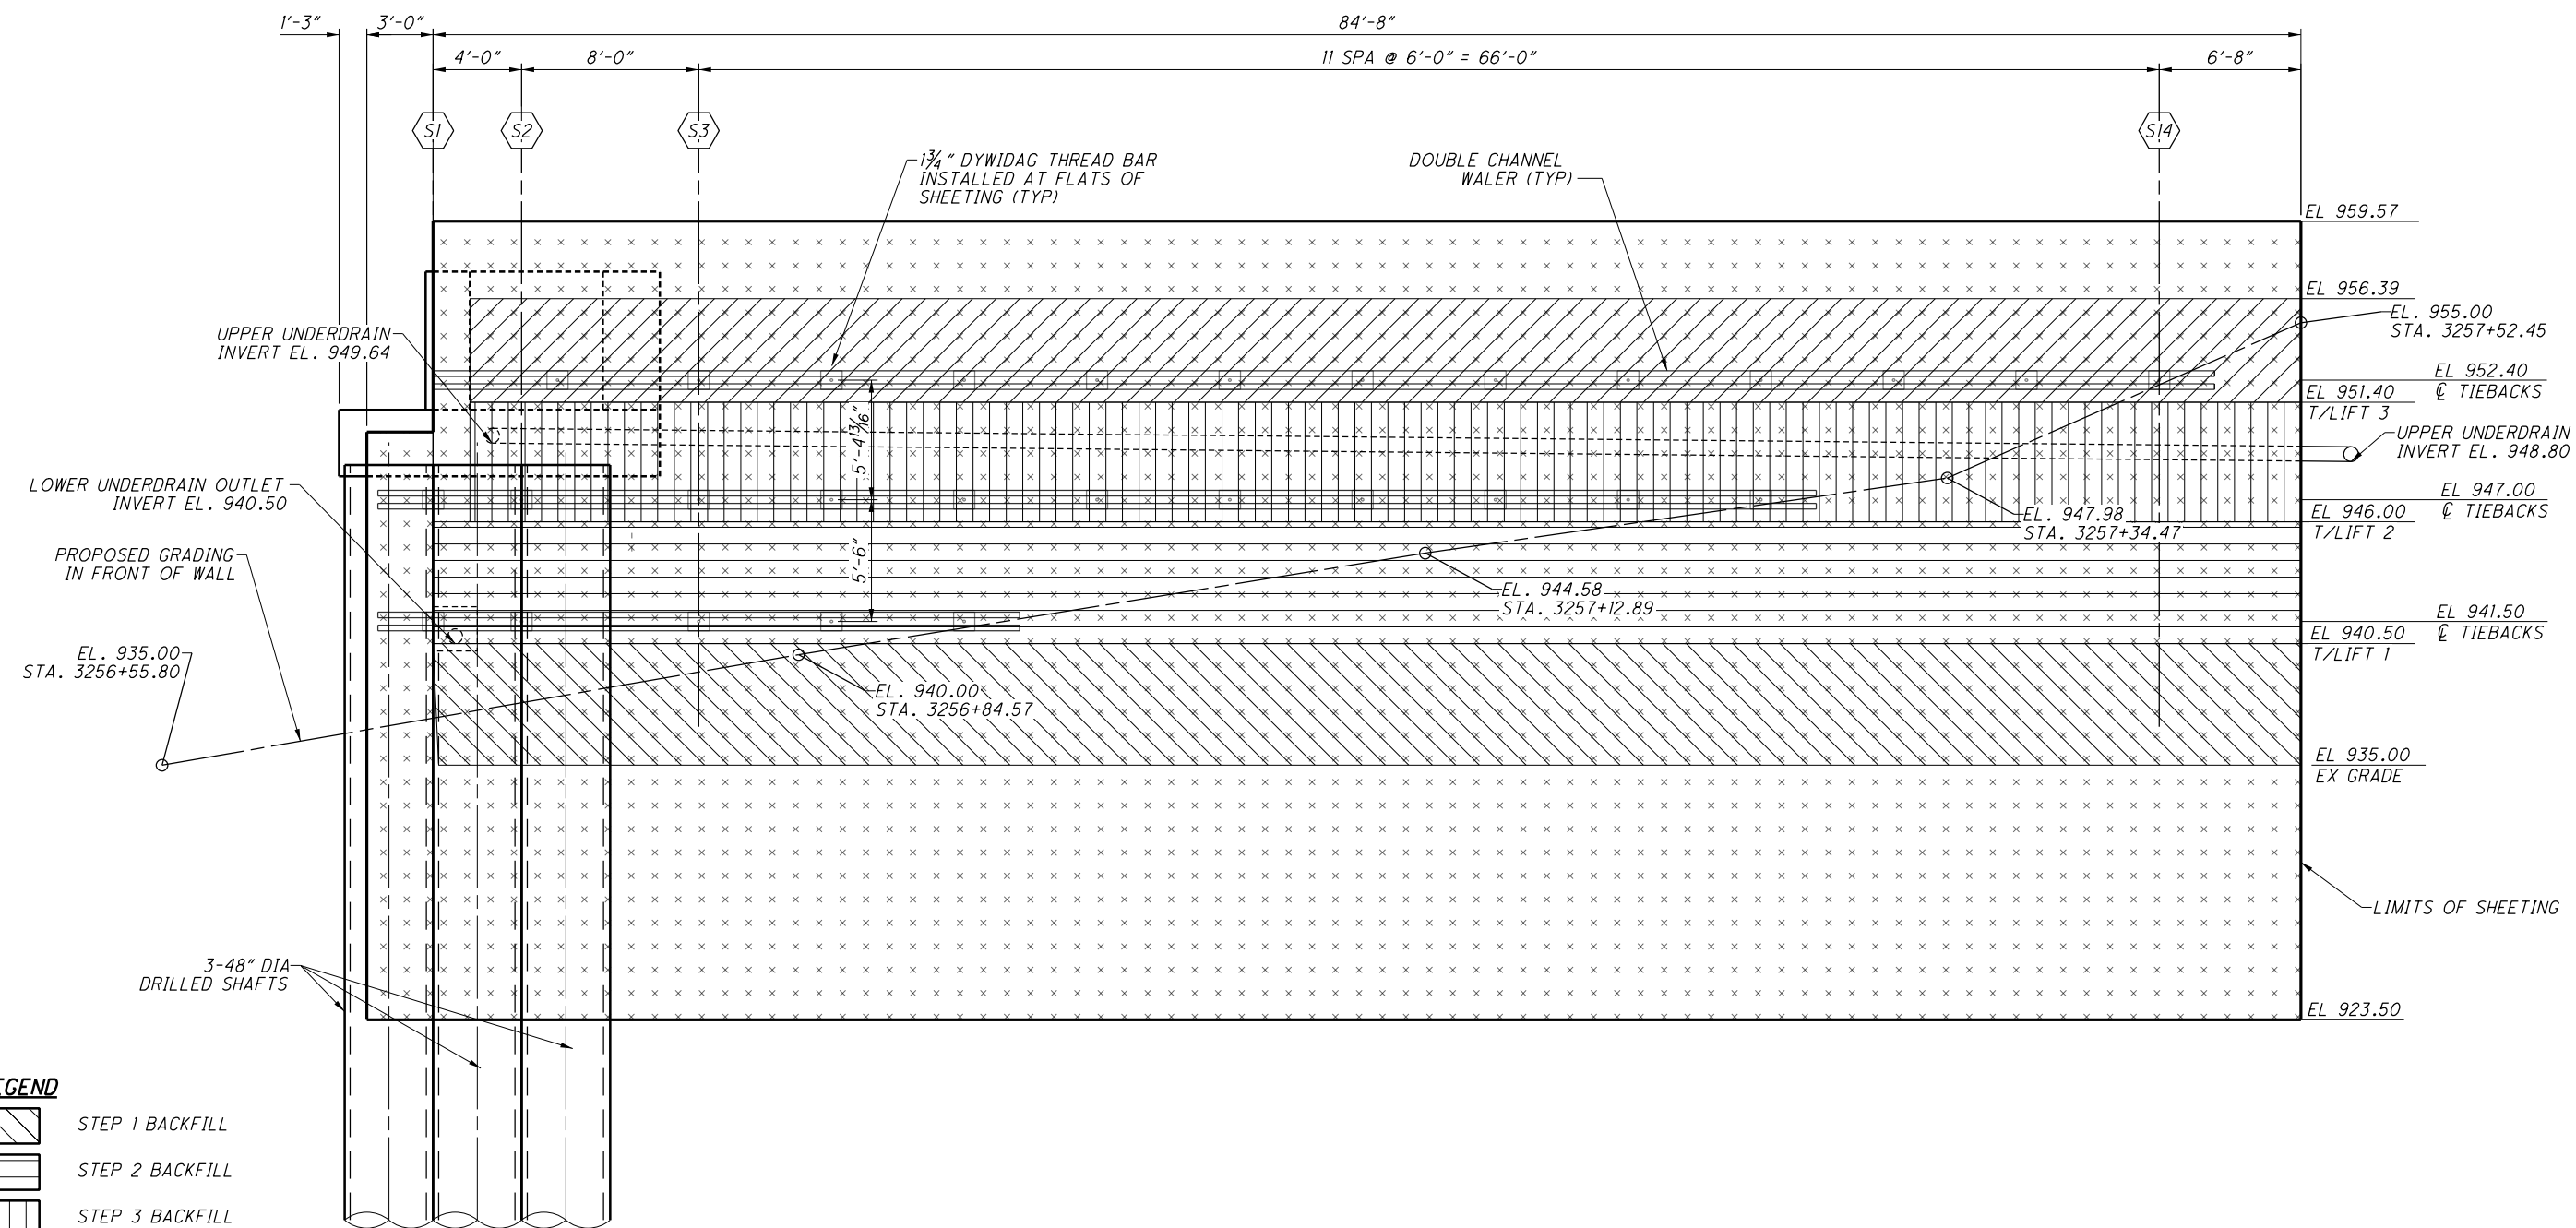 1'-3"
3'-0"
84'-8"
4'-0"
8'-0"
11 SPA @ 6'-0" = 66'-0"
6'-8"
S1
S2
S3
S14
1¾" DYWIDAG THREAD BAR
INSTALLED AT FLATS OF
SHEETING (TYP)
DOUBLE CHANNEL
WALER (TYP)
EL 959.57
EL 956.39
EL. 955.00
STA. 3257+52.45
UPPER UNDERDRAIN
INVERT EL. 949.64
EL 952.40
℄ TIEBACKS
EL 951.40
T/LIFT 3
5'-4 13/16"
UPPER UNDERDRAIN
INVERT EL. 948.80
LOWER UNDERDRAIN OUTLET
INVERT EL. 940.50
EL 947.00
℄ TIEBACKS
EL 946.00
T/LIFT 2
EL. 947.98
STA. 3257+34.47
PROPOSED GRADING
IN FRONT OF WALL
5'-6"
EL. 944.58
STA. 3257+12.89
EL 941.50
℄ TIEBACKS
EL 940.50
T/LIFT 1
EL. 935.00
STA. 3256+55.80
EL. 940.00
STA. 3256+84.57
EL 935.00
EX GRADE
LIMITS OF SHEETING
3-48" DIA
DRILLED SHAFTS
EL 923.50
EGEND
STEP 1 BACKFILL
STEP 2 BACKFILL
STEP 3 BACKFILL